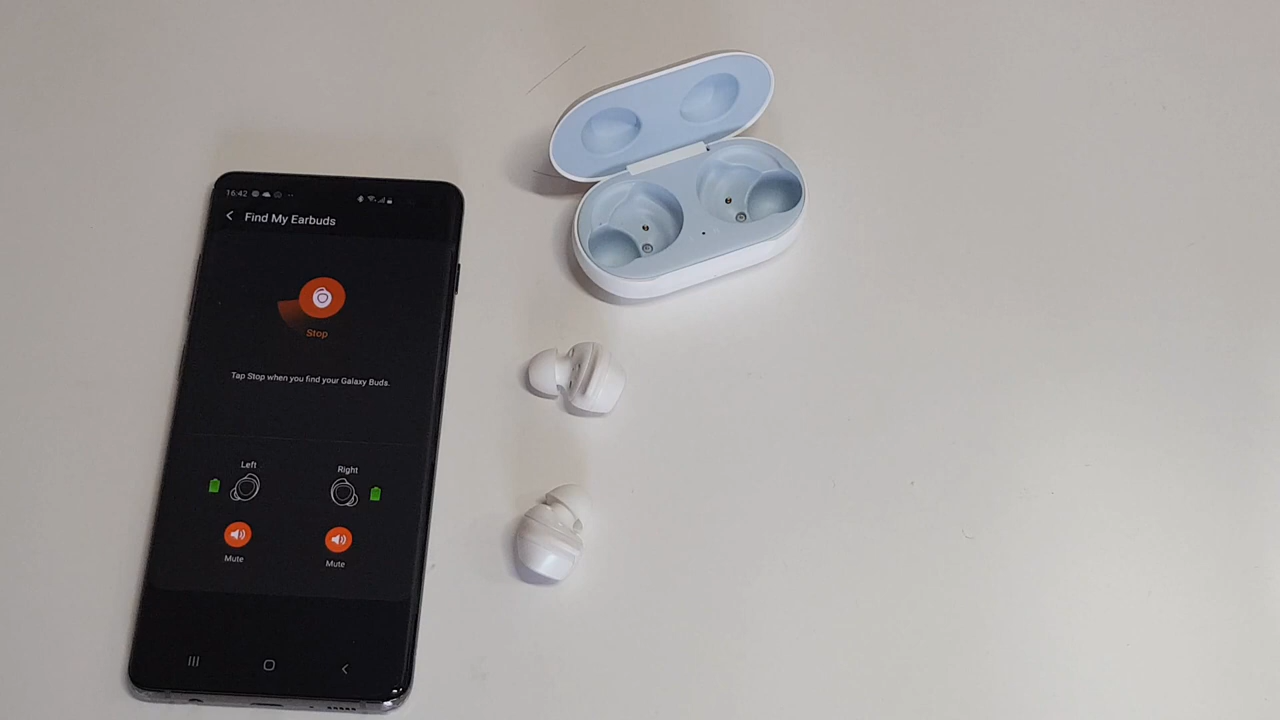 16:42
Find My Earbuds
Stop
Tap Stop when you find your Galaxy Buds.
Left
Right
Mute
Mute